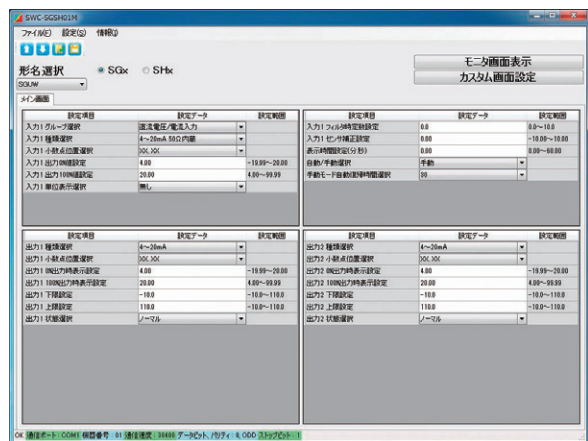 SWC-SGSH01M
ファイル(F) 設定(S) 情報(I)
形名選択 SGx SHx
SGUW
モニタ画面表示
カスタム画面設定
メイン画面
設定項目 設定データ 設定範囲
入力1 グループ選択 直流電圧/電流入力
入力1 種類選択 4～20mA 50Ω内蔵
入力1 小数点位置選択 XX.XX
入力1 出力0%値設定 4.00 -19.99～20.00
入力1 出力100%値設定 20.00 4.00～99.99
入力1 単位表示選択 無し
設定項目 設定データ 設定範囲
入力1 フィルタ時定数設定 0.0 0.0～10.0
入力1 センサ補正設定 0.00 -10.00～10.00
表示時間設定(分.秒) 0.00 0.00～60.00
自動/手動選択 手動
手動モード自動復帰時間選択
設定項目 設定データ 設定範囲
出力1 種類選択 4～20mA
出力1 小数点位置選択 XX.XX
出力1 0%出力時表示設定 4.00 -19.99～20.00
出力1 100%出力時表示設定 20.00 4.00～99.99
出力1 下限設定 -10.0 -10.0～110.0
出力1 上限設定 110.0 -10.0～110.0
出力1 状態選択 ノーマル
設定項目 設定データ 設定範囲
出力2 種類選択 4～20mA
出力2 小数点位置選択 XX.XX
出力2 0%出力時表示設定 4.00 -19.99～20.00
出力2 100%出力時表示設定 20.00 4.00～99.99
出力2 下限設定 -10.0 -10.0～110.0
出力2 上限設定 110.0 -10.0～110.0
出力2 状態選択 ノーマル
OK 通信ポート : COM1 機器番号 : 01 通信速度 : 38400 データビット, パリティ : 8, ODD ストップビット : 1